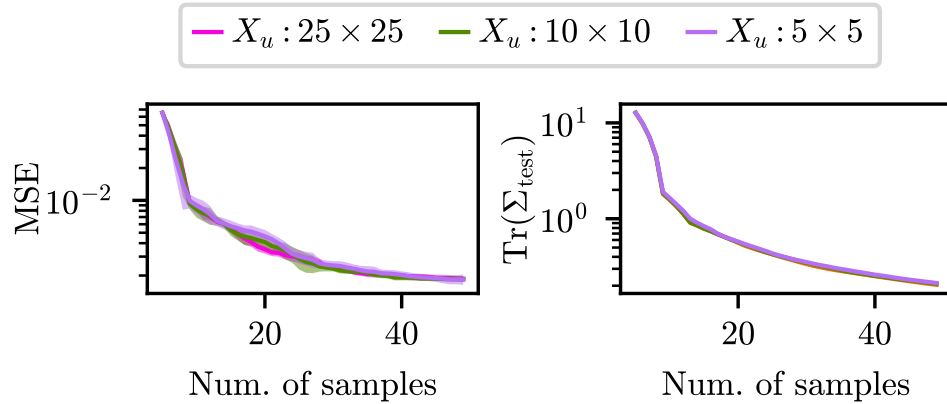 X_u : 25 × 25 X_u : 10 × 10 X_u : 5 × 5
MSE
10^{-2}
20 40
Num. of samples
Tr(Σ_test)
10^1
10^0
20 40
Num. of samples